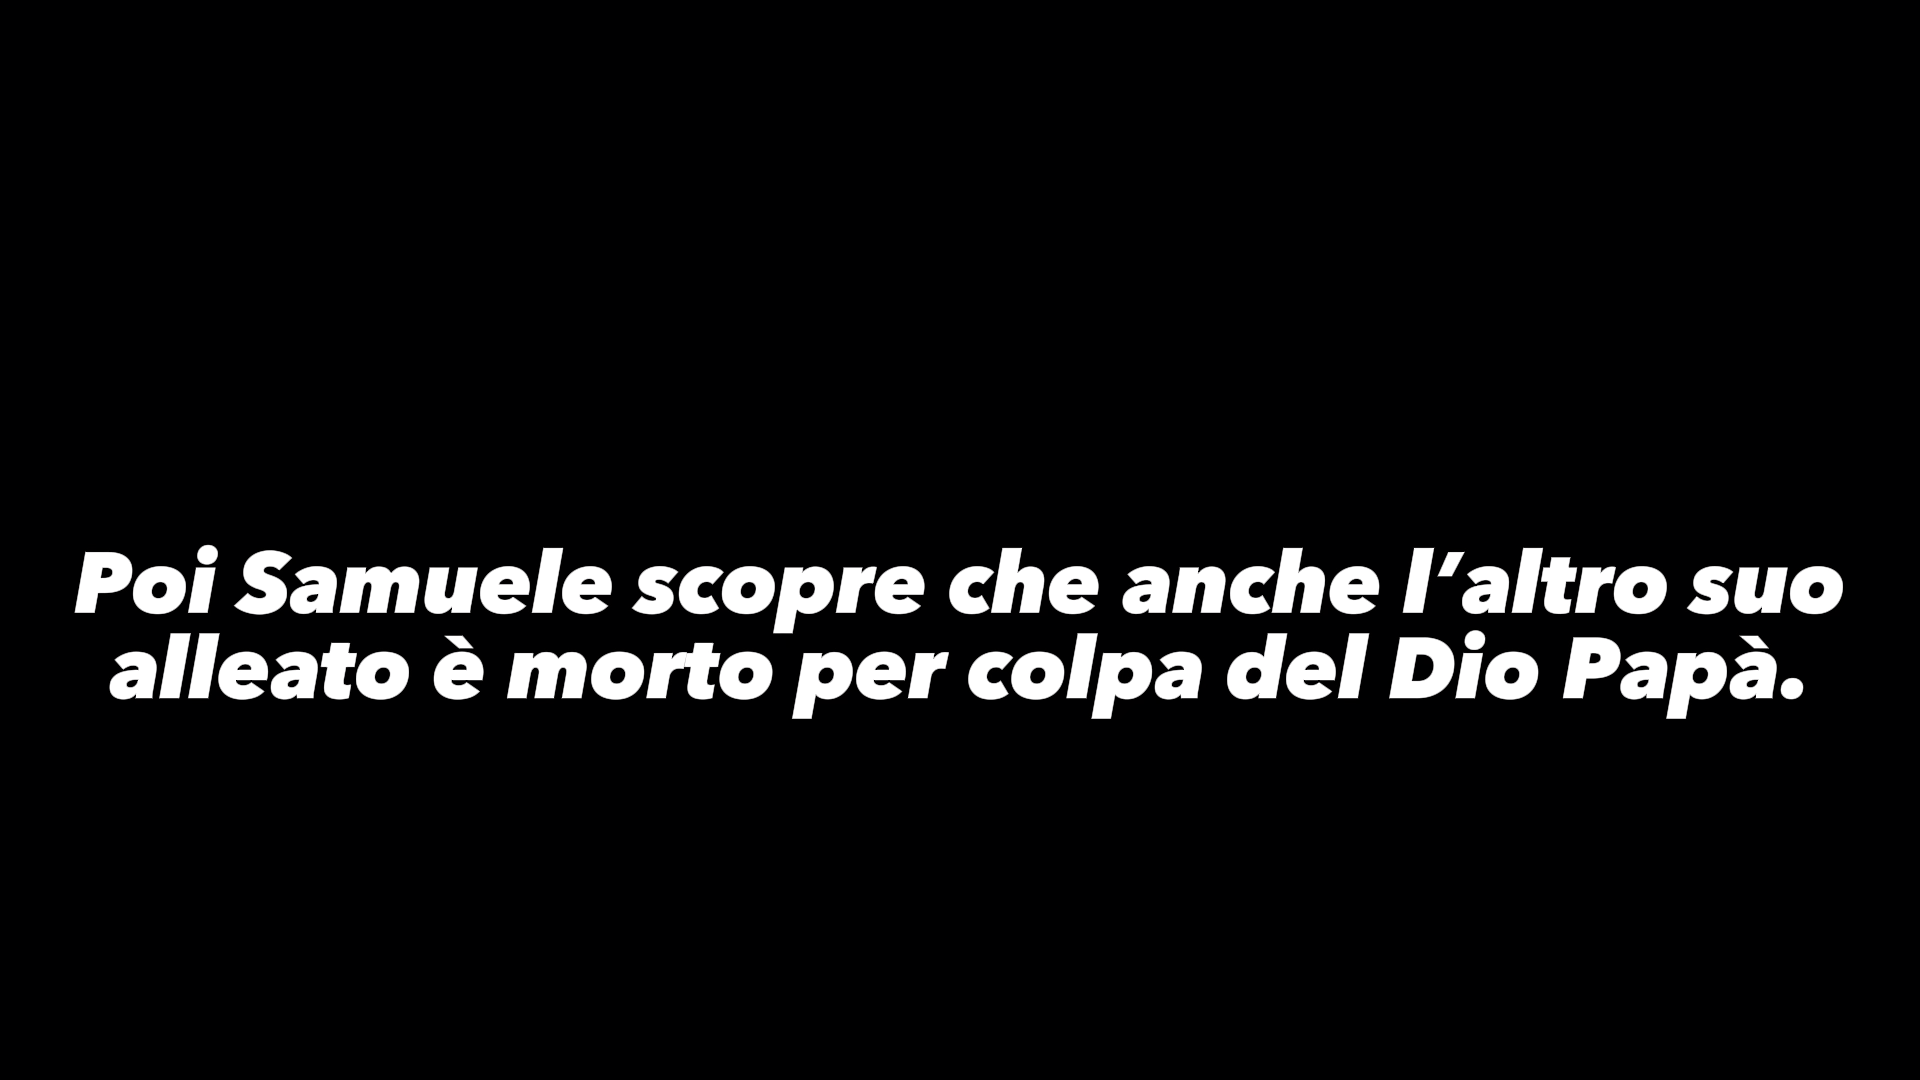 Poi Samuele scopre che anche l’altro suo
alleato è morto per colpa del Dio Papà.